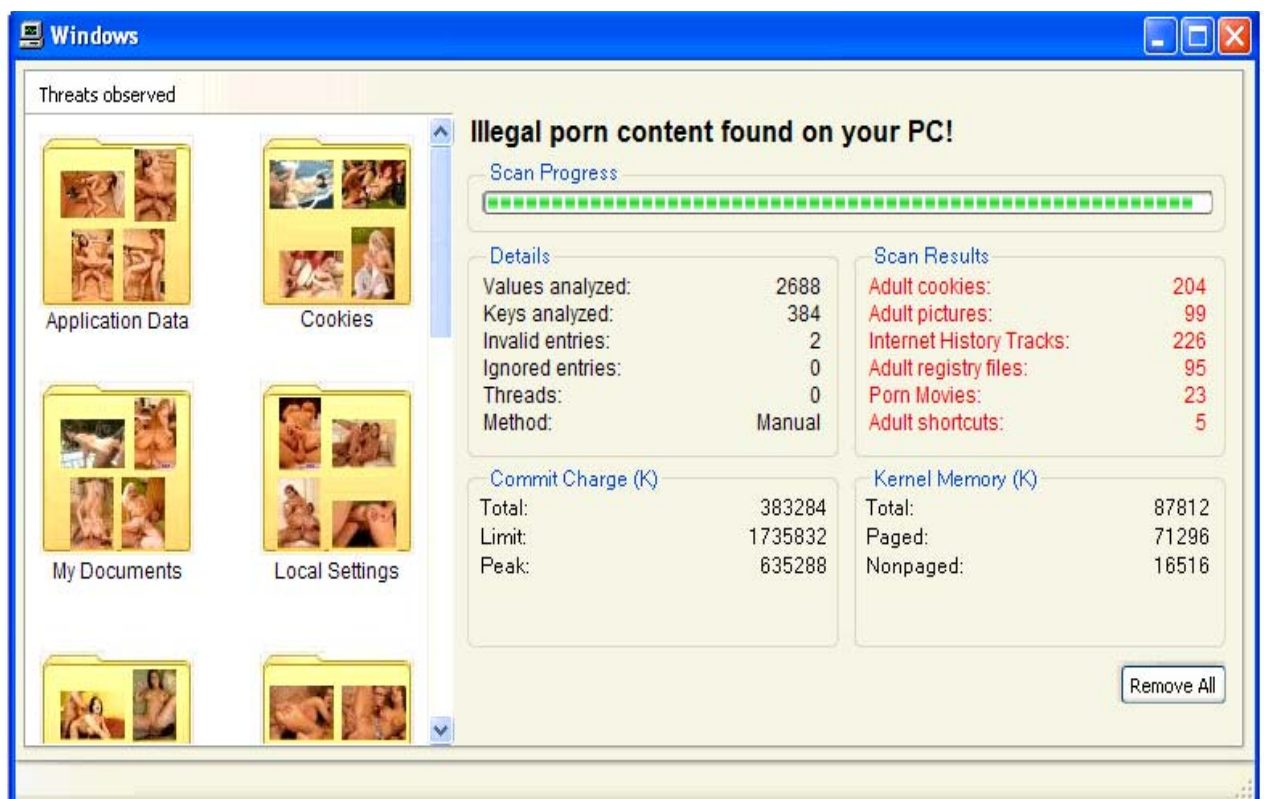 Windows
Threats observed
Application Data
Cookies
My Documents
Local Settings
Illegal porn content found on your PC!
Scan Progress
Details
Values analyzed: 2688
Keys analyzed: 384
Invalid entries: 2
Ignored entries: 0
Threads: 0
Method: Manual
Scan Results
Adult cookies: 204
Adult pictures: 99
Internet History Tracks: 226
Adult registry files: 95
Porn Movies: 23
Adult shortcuts: 5
Commit Charge (K)
Total: 383284
Limit: 1735832
Peak: 635288
Kernel Memory (K)
Total: 87812
Paged: 71296
Nonpaged: 16516
Remove All